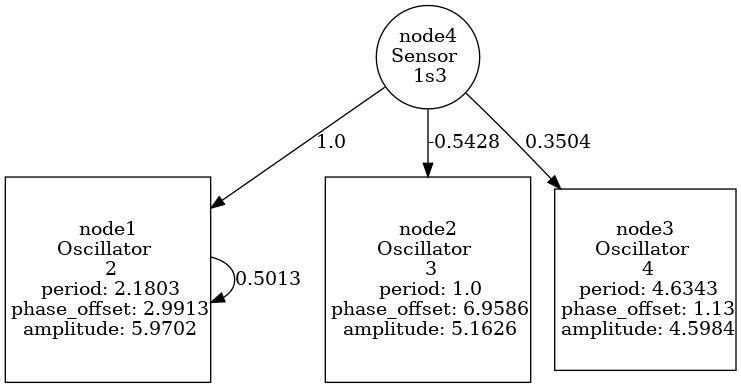 node4
Sensor
1s3
1.0
-0.5428
0.3504
node1
Oscillator
2
period: 2.1803
phase_offset: 2.9913
amplitude: 5.9702
0.5013
node2
Oscillator
3
period: 1.0
phase_offset: 6.9586
amplitude: 5.1626
node3
Oscillator
4
period: 4.6343
phase_offset: 1.13
amplitude: 4.5984